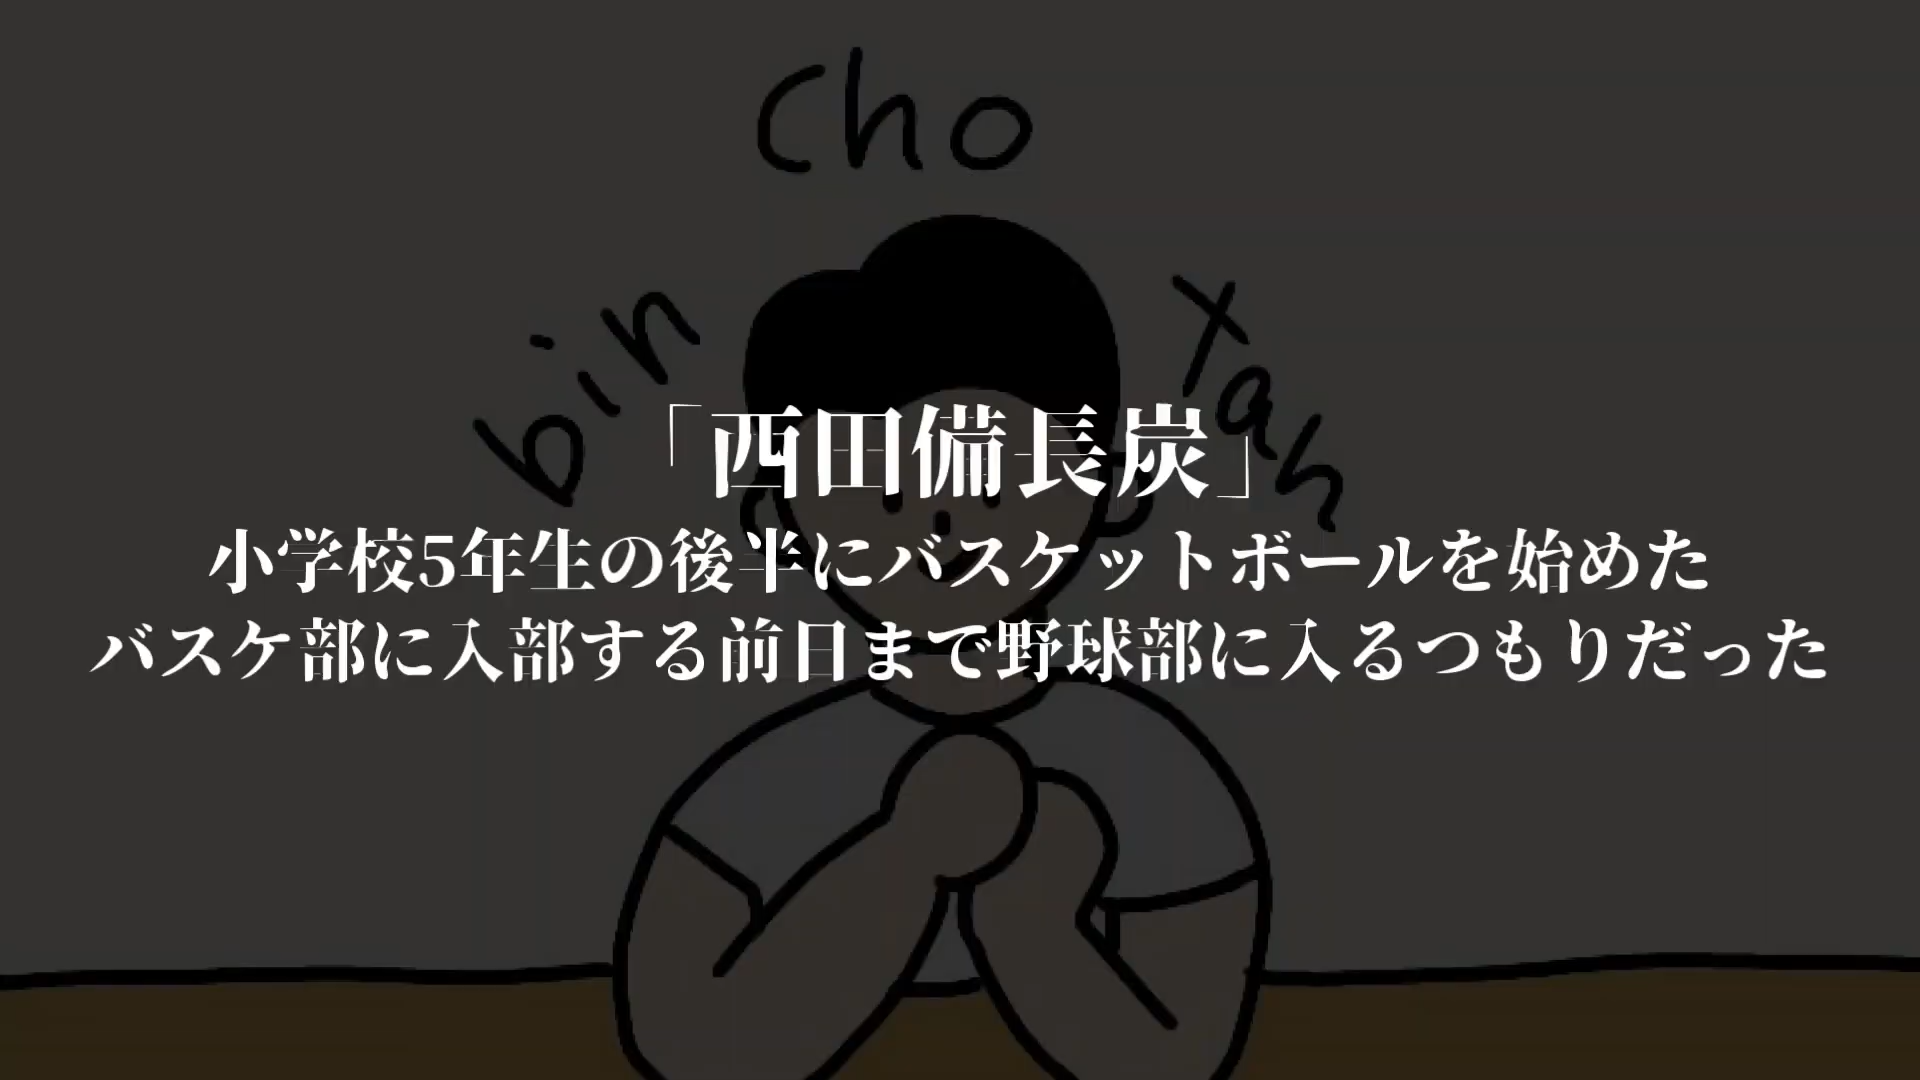 cho
bin
tan
「西田備長炭」
小学校5年生の後半にバスケットボールを始めた
バスケ部に入部する前日まで野球部に入るつもりだった